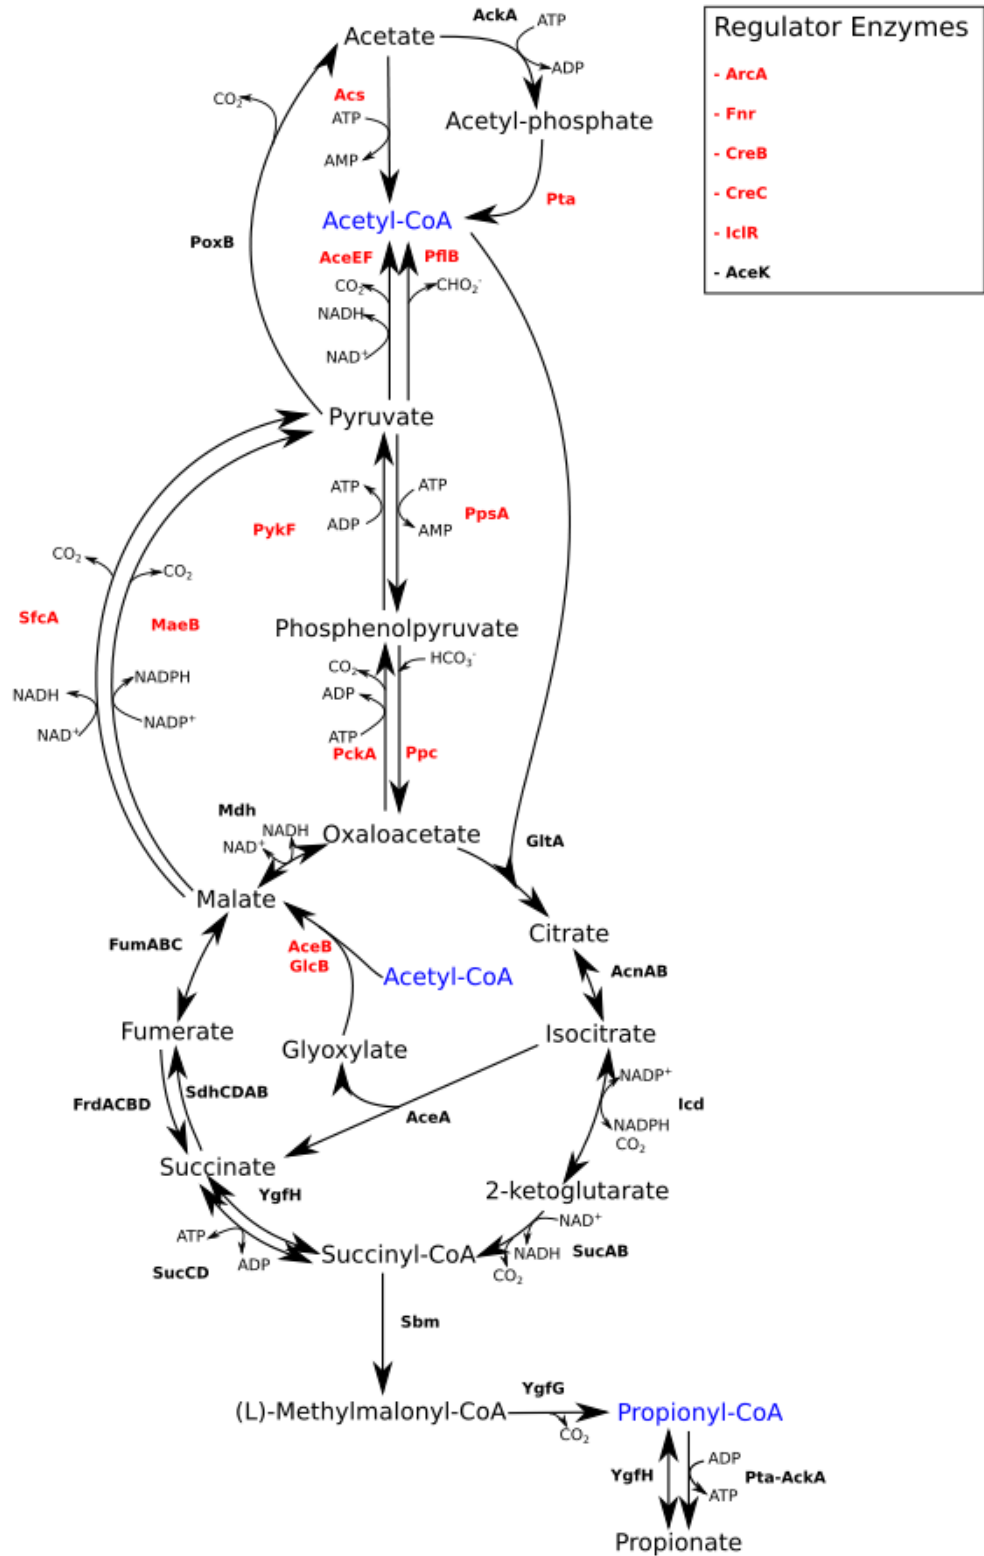 AckA
ATP
Acetate
ADP
Regulator Enzymes
- ArcA
- Fnr
- CreB
- CreC
- IclR
- AceK
CO2
Acs
ATP
AMP
Acetyl-phosphate
Pta
Acetyl-CoA
PoxB
AceEF
PflB
CO2
CHO2-
NADH
NAD+
Pyruvate
ATP
ATP
ADP
AMP
PykF
PpsA
CO2
CO2
SfcA
MaeB
Phosphenolpyruvate
CO2
HCO3-
ADP
ATP
PckA
Ppc
NADH
NADPH
NAD+
NADP+
Mdh
NADH
NAD+
Oxaloacetate
GltA
Malate
Citrate
FumABC
AceB
GlcB
Acetyl-CoA
AcnAB
Fumerate
Glyoxylate
Isocitrate
FrdACBD
SdhCDAB
AceA
NADP+
Icd
NADPH
CO2
Succinate
YgfH
2-ketoglutarate
NAD+
ATP
ADP
SucCD
Succinyl-CoA
NADH
SucAB
CO2
Sbm
YgfG
(L)-Methylmalonyl-CoA
CO2
Propionyl-CoA
YgfH
ADP
ATP
Pta-AckA
Propionate